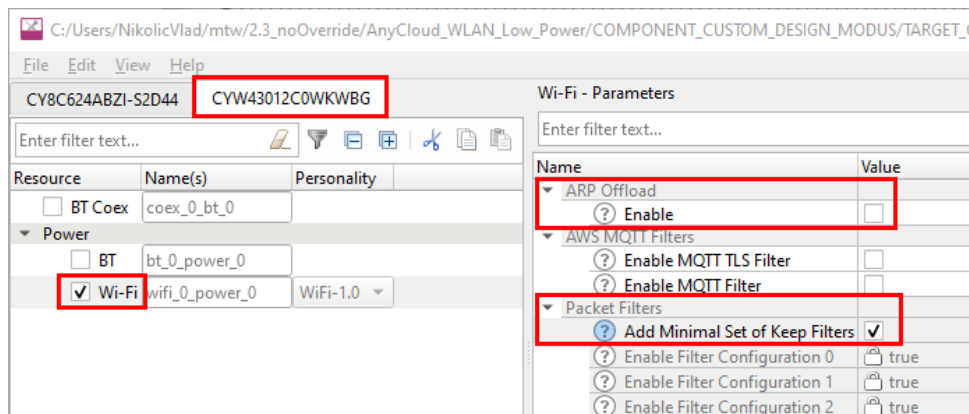 C:/Users/NikolicVlad/mtw/2.3_noOverride/AnyCloud_WLAN_Low_Power/COMPONENT_CUSTOM_DESIGN_MODUS/TARGET_
File Edit View Help
CY8C624ABZI-S2D44 CYW43012C0WKWBG
Enter filter text...
Resource Name(s) Personality
BT Coex coex_0_bt_0
Power
BT bt_0_power_0
Wi-Fi wifi_0_power_0 WiFi-1.0
Wi-Fi - Parameters
Enter filter text...
Name Value
ARP Offload
? Enable
AWS MQTT Filters
? Enable MQTT TLS Filter
? Enable MQTT Filter
Packet Filters
? Add Minimal Set of Keep Filters
? Enable Filter Configuration 0 true
? Enable Filter Configuration 1 true
? Enable Filter Configuration 2 true